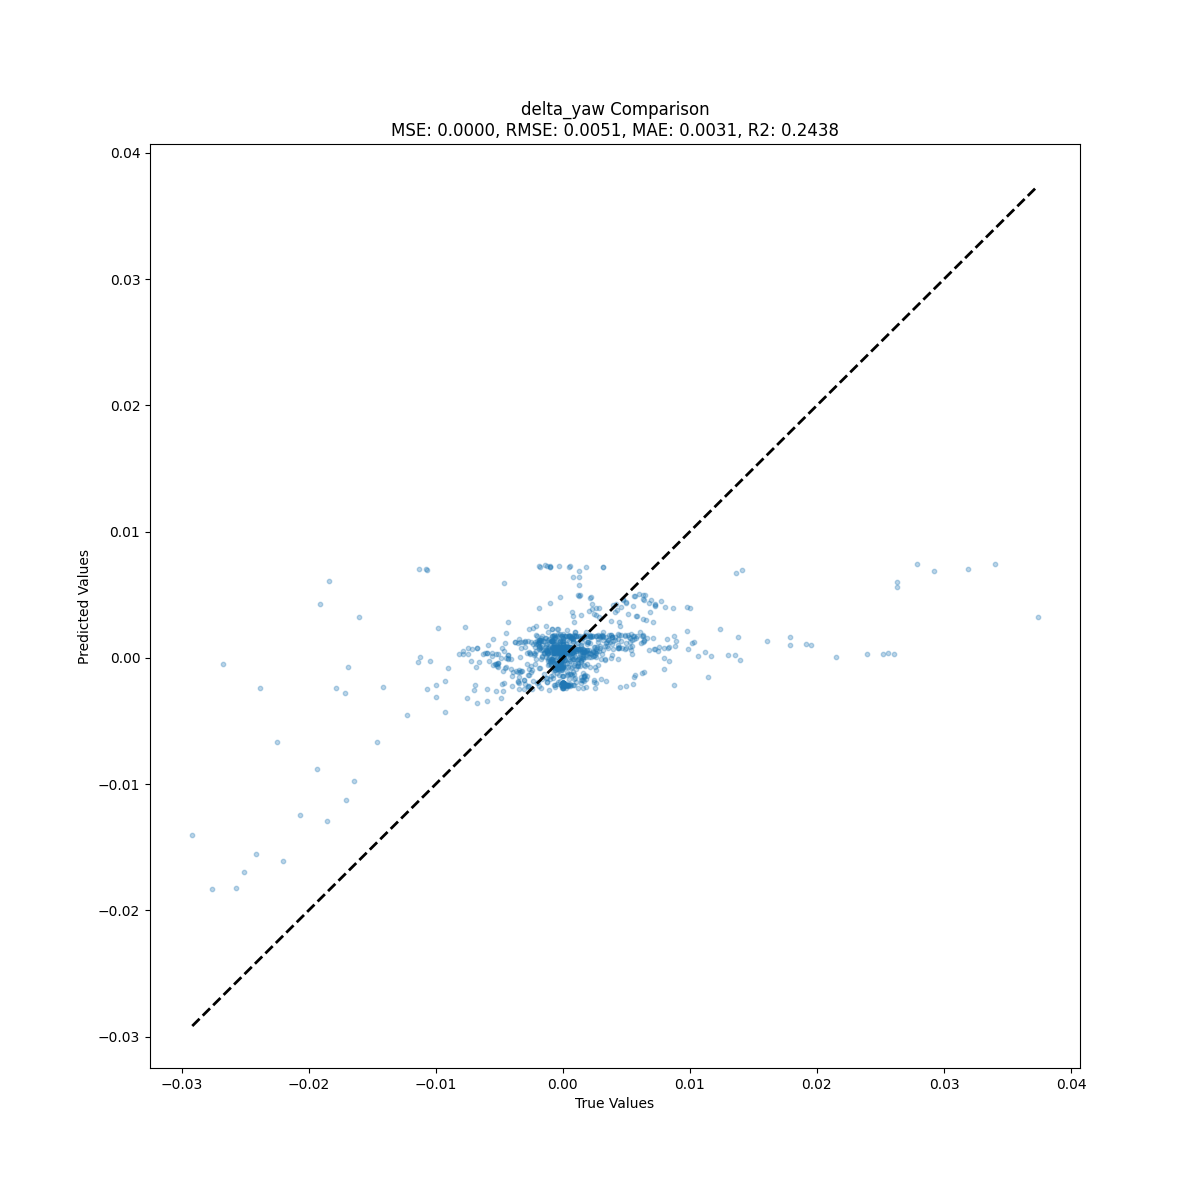 delta_yaw Comparison
MSE: 0.0000, RMSE: 0.0051, MAE: 0.0031, R2: 0.2438
0.04
0.03
0.02
0.01
0.00
−0.01
−0.02
−0.03
Predicted Values
−0.03 −0.02 −0.01 0.00 0.01 0.02 0.03 0.04
True Values